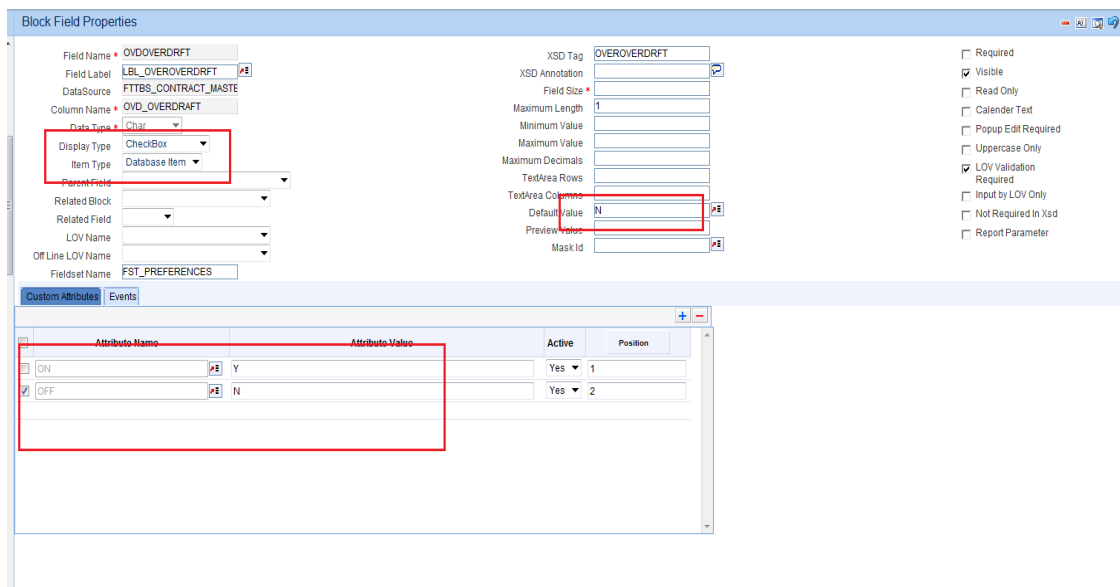 Block Field Properties
Field Name * OVDOVERDRFT
Field Label LBL_OVEROVERDRFT
DataSource FTTBS_CONTRACT_MASTE
Column Name * OVD_OVERDRAFT
Data Type * Char
Display Type CheckBox
Item Type Database Item
Parent Field
Related Block
Related Field
LOV Name
Off Line LOV Name
Fieldset Name FST_PREFERENCES
XSD Tag OVEROVERDRFT
XSD Annotation
Field Size *
Maximum Length 1
Minimum Value
Maximum Value
Maximum Decimals
TextArea Rows
TextArea Columns
Default Value N
Preview Value
Mask Id
Required
Visible
Read Only
Calender Text
Popup Edit Required
Uppercase Only
LOV Validation
Required
Input by LOV Only
Not Required In Xsd
Report Parameter
Custom Attributes Events
Attribute Name Attribute Value Active Position
ON Y Yes 1
OFF N Yes 2